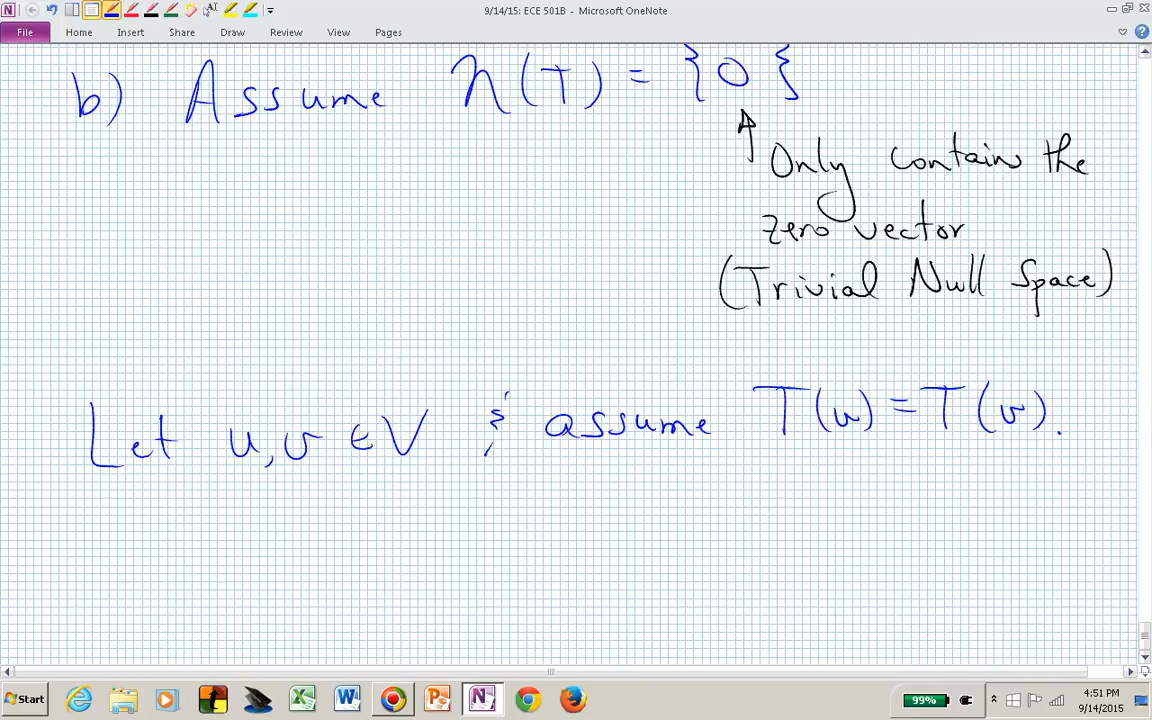 9/14/15: ECE 501B - Microsoft OneNote
File Home Insert Share Draw Review View Pages
b) Assume N(T) = {0}
Only contain the
zero vector
(Trivial Null Space)
Let u, v ∈ V & assume T(u) = T(v).
Start
99%
4:51 PM
9/14/2015